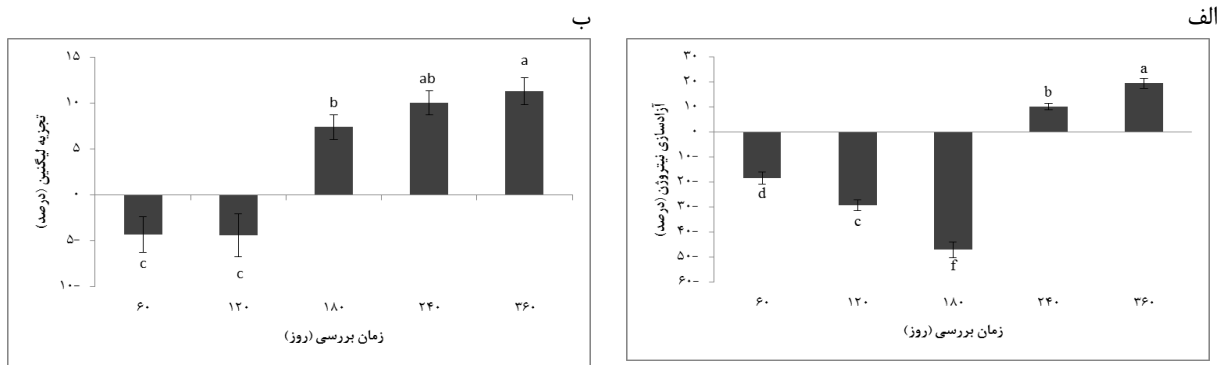 الف
۳۰
۲۰
۱۰
۰
۱۰-
۲۰-
۳۰-
۴۰-
۵۰-
۶۰-
آزادسازی نیتروژن (درصد)
d
c
f
b
a
۶۰ ۱۲۰ ۱۸۰ ۲۴۰ ۳۶۰
زمان بررسی (روز)
ب
۱۵
۱۰
۵
۰
۵-
۱۰-
تجزیه لیگنین (درصد)
c
c
b
ab
a
۶۰ ۱۲۰ ۱۸۰ ۲۴۰ ۳۶۰
زمان بررسی (روز)